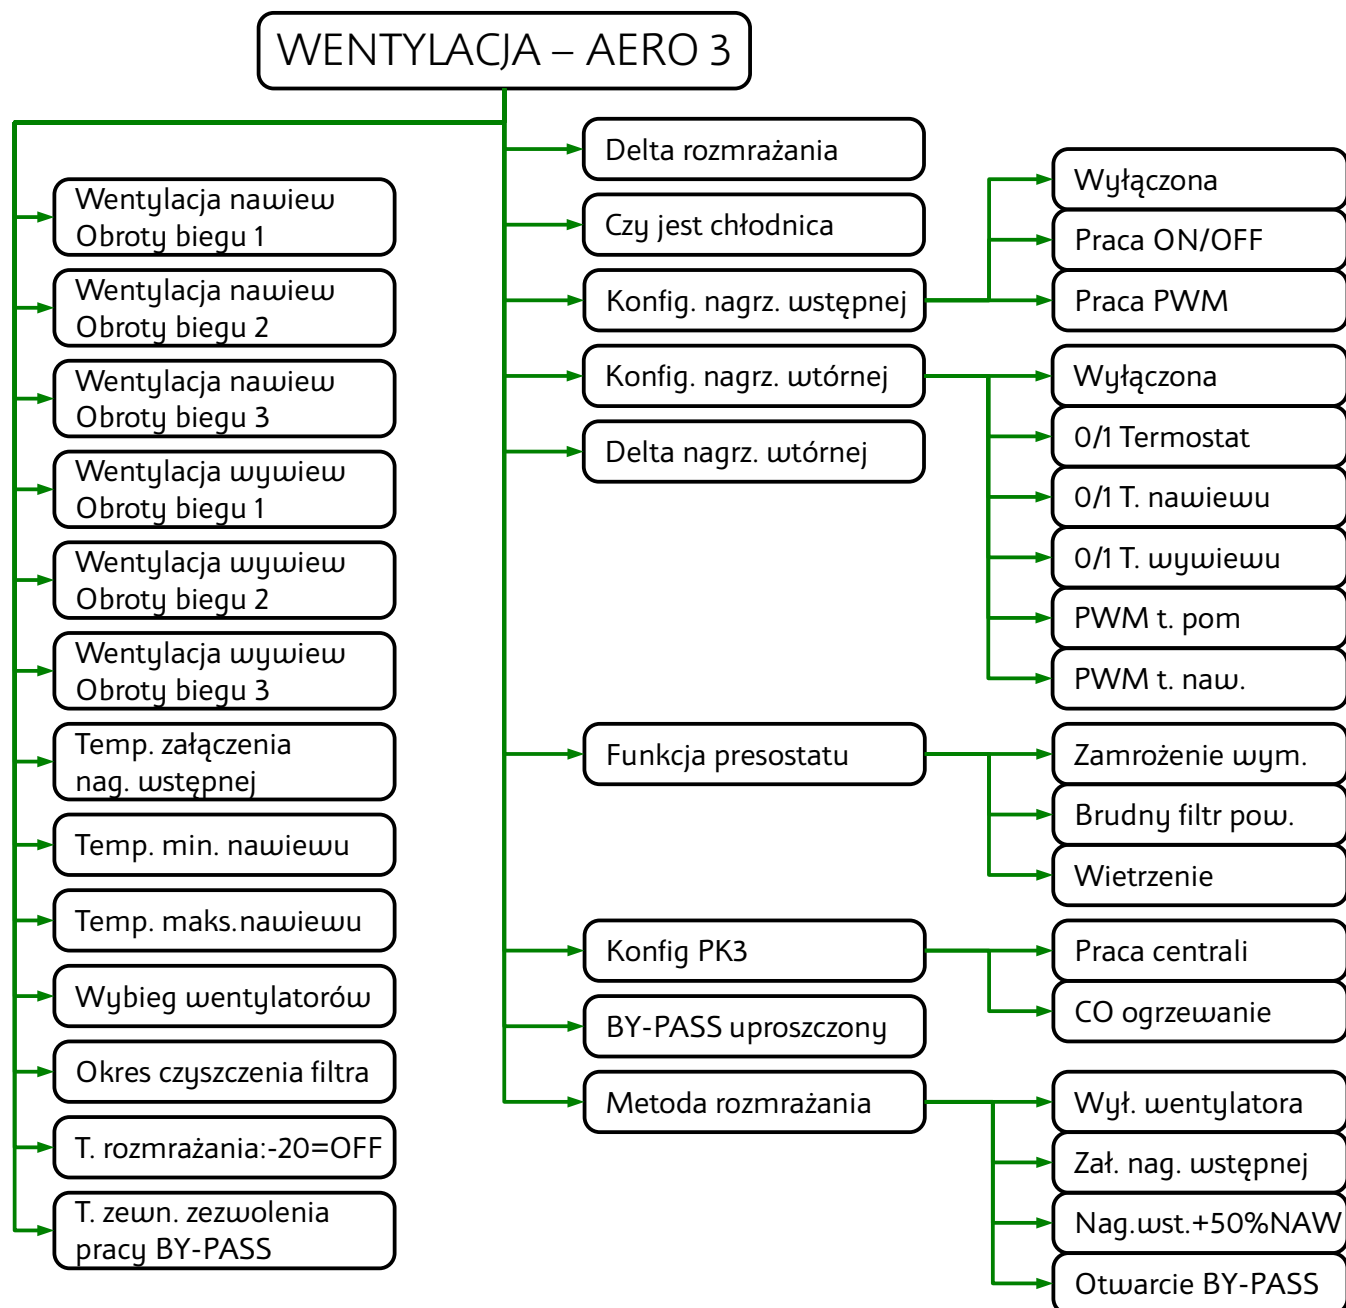 WENTYLACJA – AERO 3
Wentylacja nawiew
Obroty biegu 1
Wentylacja nawiew
Obroty biegu 2
Wentylacja nawiew
Obroty biegu 3
Wentylacja wywiew
Obroty biegu 1
Wentylacja wywiew
Obroty biegu 2
Wentylacja wywiew
Obroty biegu 3
Temp. załączenia
nag. wstępnej
Temp. min. nawiewu
Temp. maks.nawiewu
Wybieg wentylatorów
Okres czyszczenia filtra
T. rozmrażania:-20=OFF
T. zewn. zezwolenia
pracy BY-PASS
Delta rozmrażania
Czy jest chłodnica
Konfig. nagrz. wstępnej
Wyłączona
Praca ON/OFF
Praca PWM
Konfig. nagrz. wtórnej
Wyłączona
0/1 Termostat
0/1 T. nawiewu
0/1 T. wywiewu
PWM t. pom
PWM t. naw.
Delta nagrz. wtórnej
Funkcja presostatu
Zamrożenie wym.
Brudny filtr pow.
Wietrzenie
Konfig PK3
Praca centrali
CO ogrzewanie
BY-PASS uproszczony
Metoda rozmrażania
Wył. wentylatora
Zał. nag. wstępnej
Nag.wst.+50%NAW
Otwarcie BY-PASS